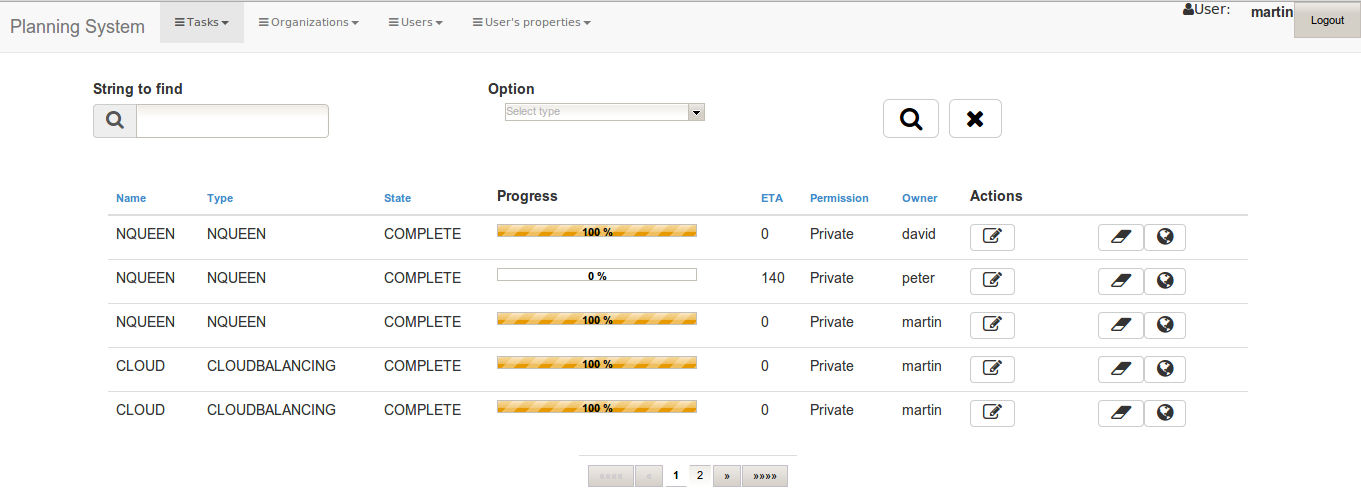 Planning System Tasks Organizations Users User's properties User: martin Logout
String to find Option
Select type
Name Type State Progress ETA Permission Owner Actions
NQUEEN NQUEEN COMPLETE 100 % 0 Private david
NQUEEN NQUEEN COMPLETE 0 % 140 Private peter
NQUEEN NQUEEN COMPLETE 100 % 0 Private martin
CLOUD CLOUDBALANCING COMPLETE 100 % 0 Private martin
CLOUD CLOUDBALANCING COMPLETE 100 % 0 Private martin
«««« « 1 2 » »»»»